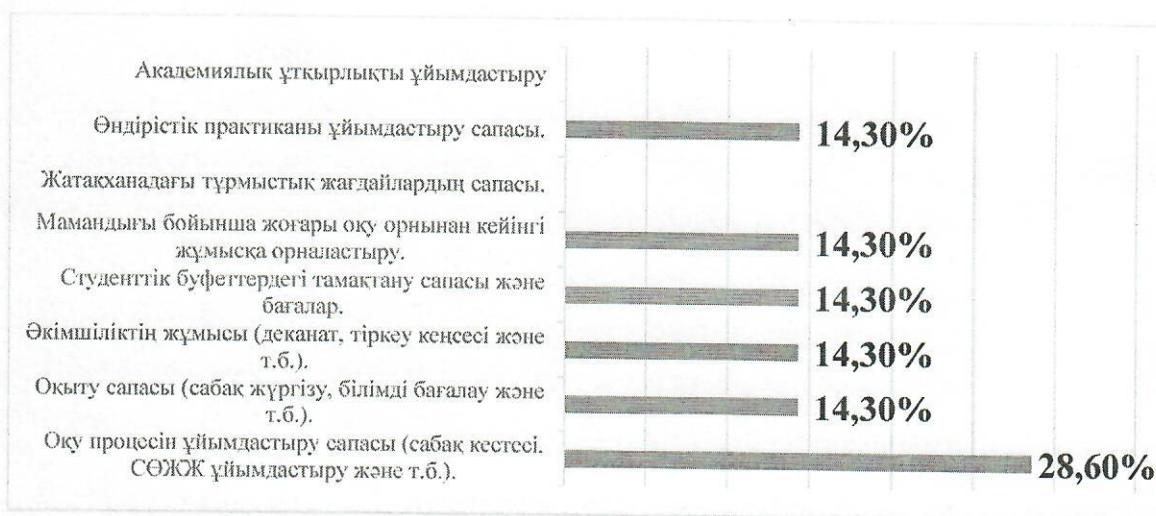 Академиялық ұтқырлықты ұйымдастыру
Өндірістік практиканы ұйымдастыру сапасы.
14,30%
Жатақханадағы тұрмыстық жағдайлардың сапасы.
Мамандығы бойынша жоғары оқу орнынан кейінгі
жұмысқа орналастыру.
14,30%
Студенттік буфеттердегі тамақтану сапасы және
бағалар.
14,30%
Әкімшіліктің жұмысы (деканат, тіркеу кеңсесі және
т.б.).
14,30%
Оқыту сапасы (сабақ жүргізу, білімді бағалау және
т.б.).
14,30%
Оқу процесін ұйымдастыру сапасы (сабақ кестесі.
СӨЖЖ ұйымдастыру және т.б.).
28,60%